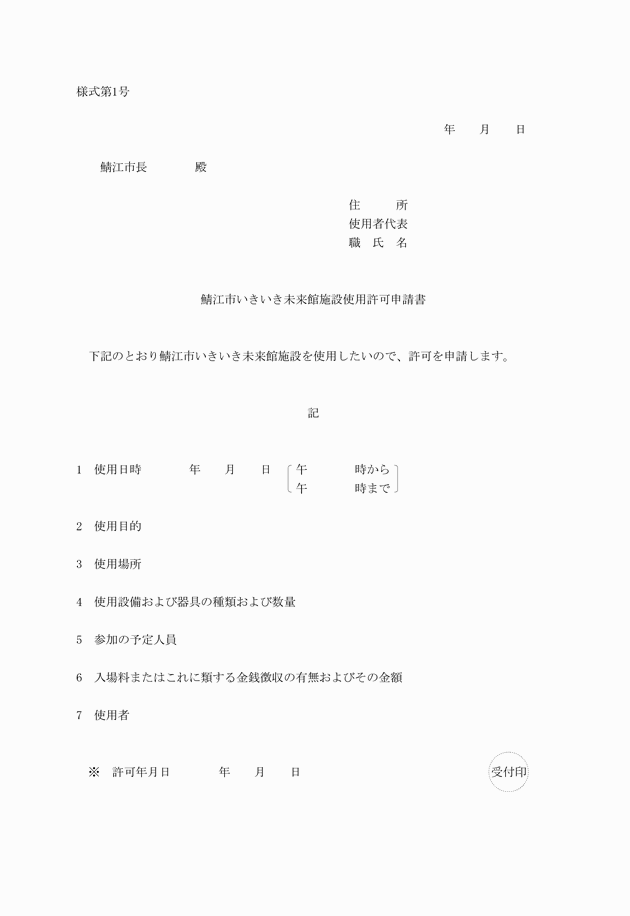 様式第1号
年　　月　　日
鯖江市長　　　　殿
住　　　所
使用者代表
職　氏　名
鯖江市いきいき未来館施設使用許可申請書
下記のとおり鯖江市いきいき未来館施設を使用したいので、許可を申請します。
記
1　使用日時　　　　年　　月　　日　午　　　　時から
午　　　　時まで
2　使用目的
3　使用場所
4　使用設備および器具の種類および数量
5　参加の予定人員
6　入場料またはこれに類する金銭徴収の有無およびその金額
7　使用者
※　許可年月日　　　　年　　月　　日　　受付印